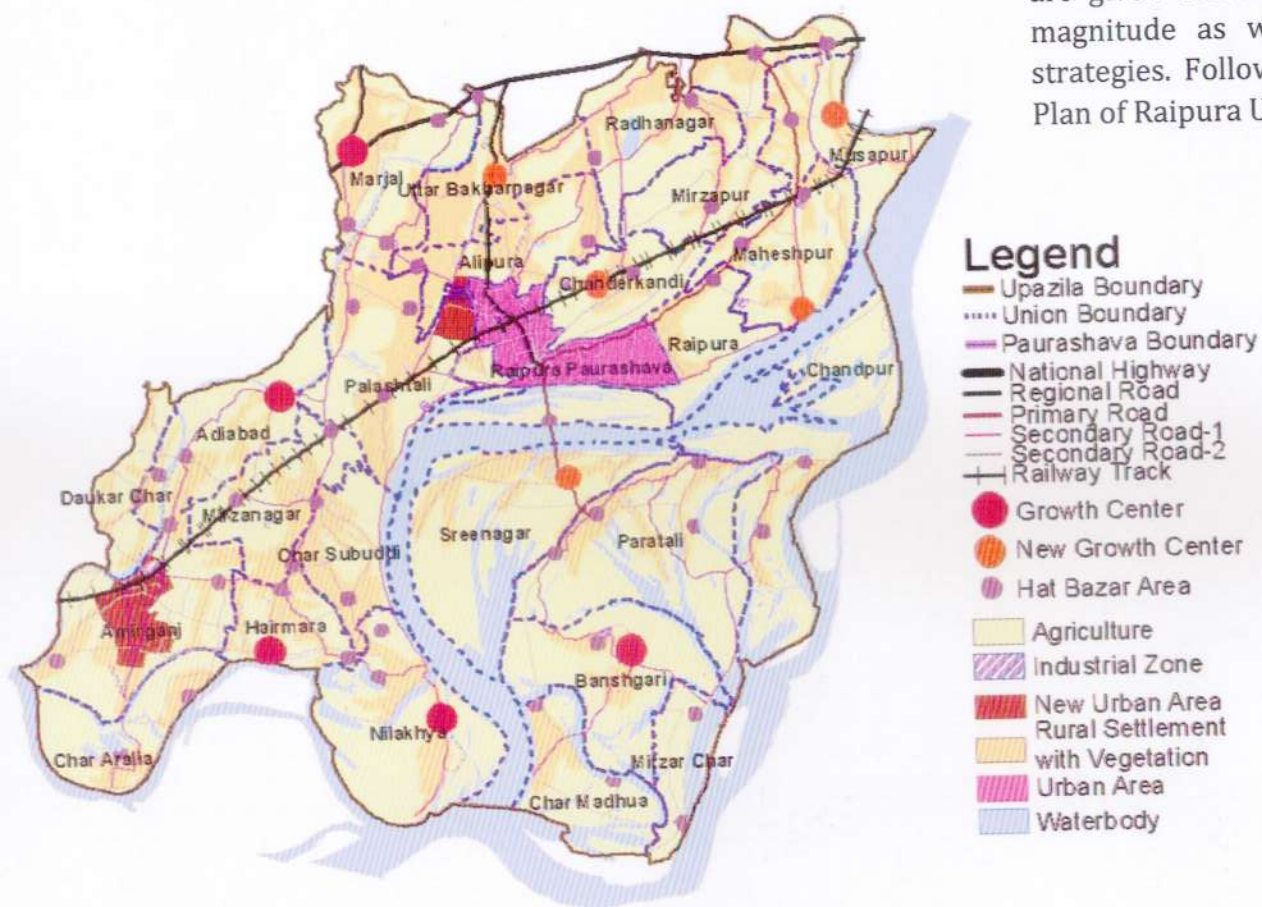 magnitude as w
strategies. Follow
Plan of Raipura U
Radhanagar
Musapur
Marjal
Uttar Bakharnagar
Mirzapur
Alipura
Maheshpur
Chanderkandi
Raipura
Raipura Paurashava
Chandpur
Palashtali
Adiabad
Daukar Char
Mirzanagar
Sreenagar
Paratali
Char Subuddi
Amirganj
Hairmara
Banshgari
Nilakhya
Char Aralia
Mirzar Char
Char Madhua
Legend
Upazila Boundary
Union Boundary
Paurashava Boundary
National Highway
Regional Road
Primary Road
Secondary Road-1
Secondary Road-2
Railway Track
Growth Center
New Growth Center
Hat Bazar Area
Agriculture
Industrial Zone
New Urban Area
Rural Settlement
with Vegetation
Urban Area
Waterbody